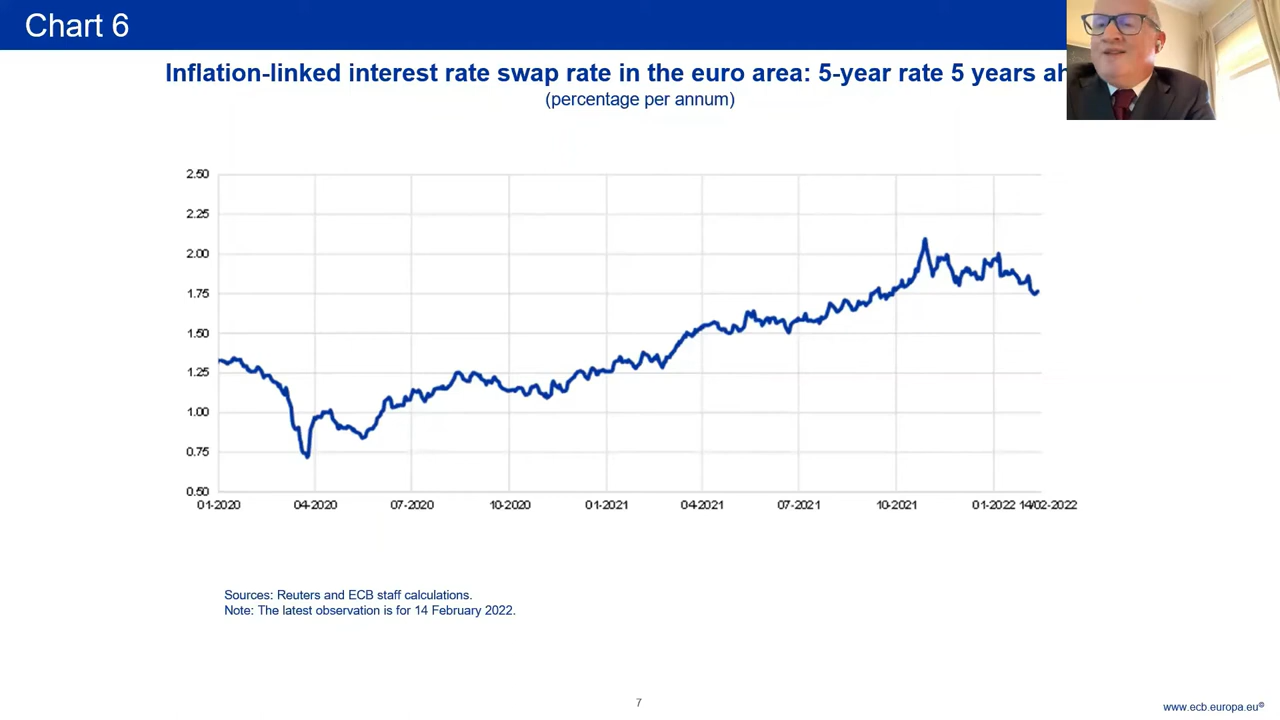 Chart 6
Inflation-linked interest rate swap rate in the euro area: 5-year rate 5 years ah
(percentage per annum)
2.50
2.25
2.00
1.75
1.50
1.25
1.00
0.75
0.50
01-2020 04-2020 07-2020 10-2020 01-2021 04-2021 07-2021 10-2021 01-2022 14/02-2022
Sources: Reuters and ECB staff calculations.
Note: The latest observation is for 14 February 2022.
7
www.ecb.europa.eu©